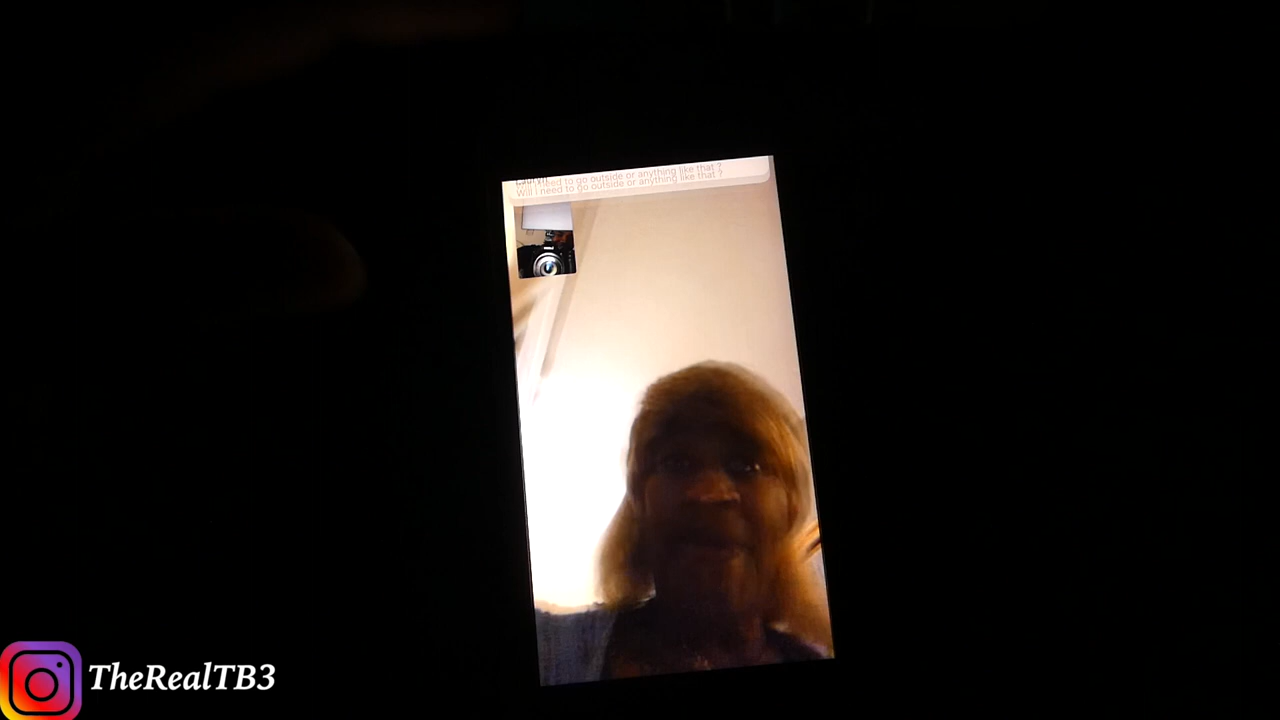 Will i need to go outside or anything like that ?
Will i need to go outside or anything like that ?
TheRealTB3